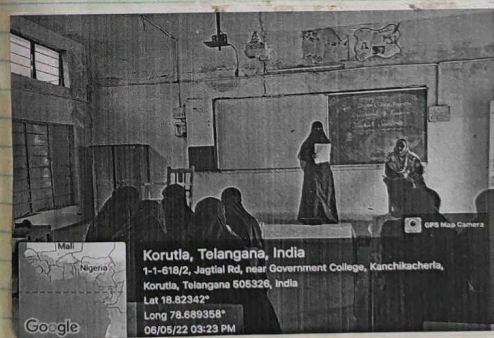 GPS Map Camera
Mali
Nigeria
Google
Korutla, Telangana, India
1-1-618/2, Jagtial Rd, near Government College, Kanchikacherla,
Korutla, Telangana 505326, India
Lat 18.82342°
Long 78.689358°
06/05/22 03:23 PM